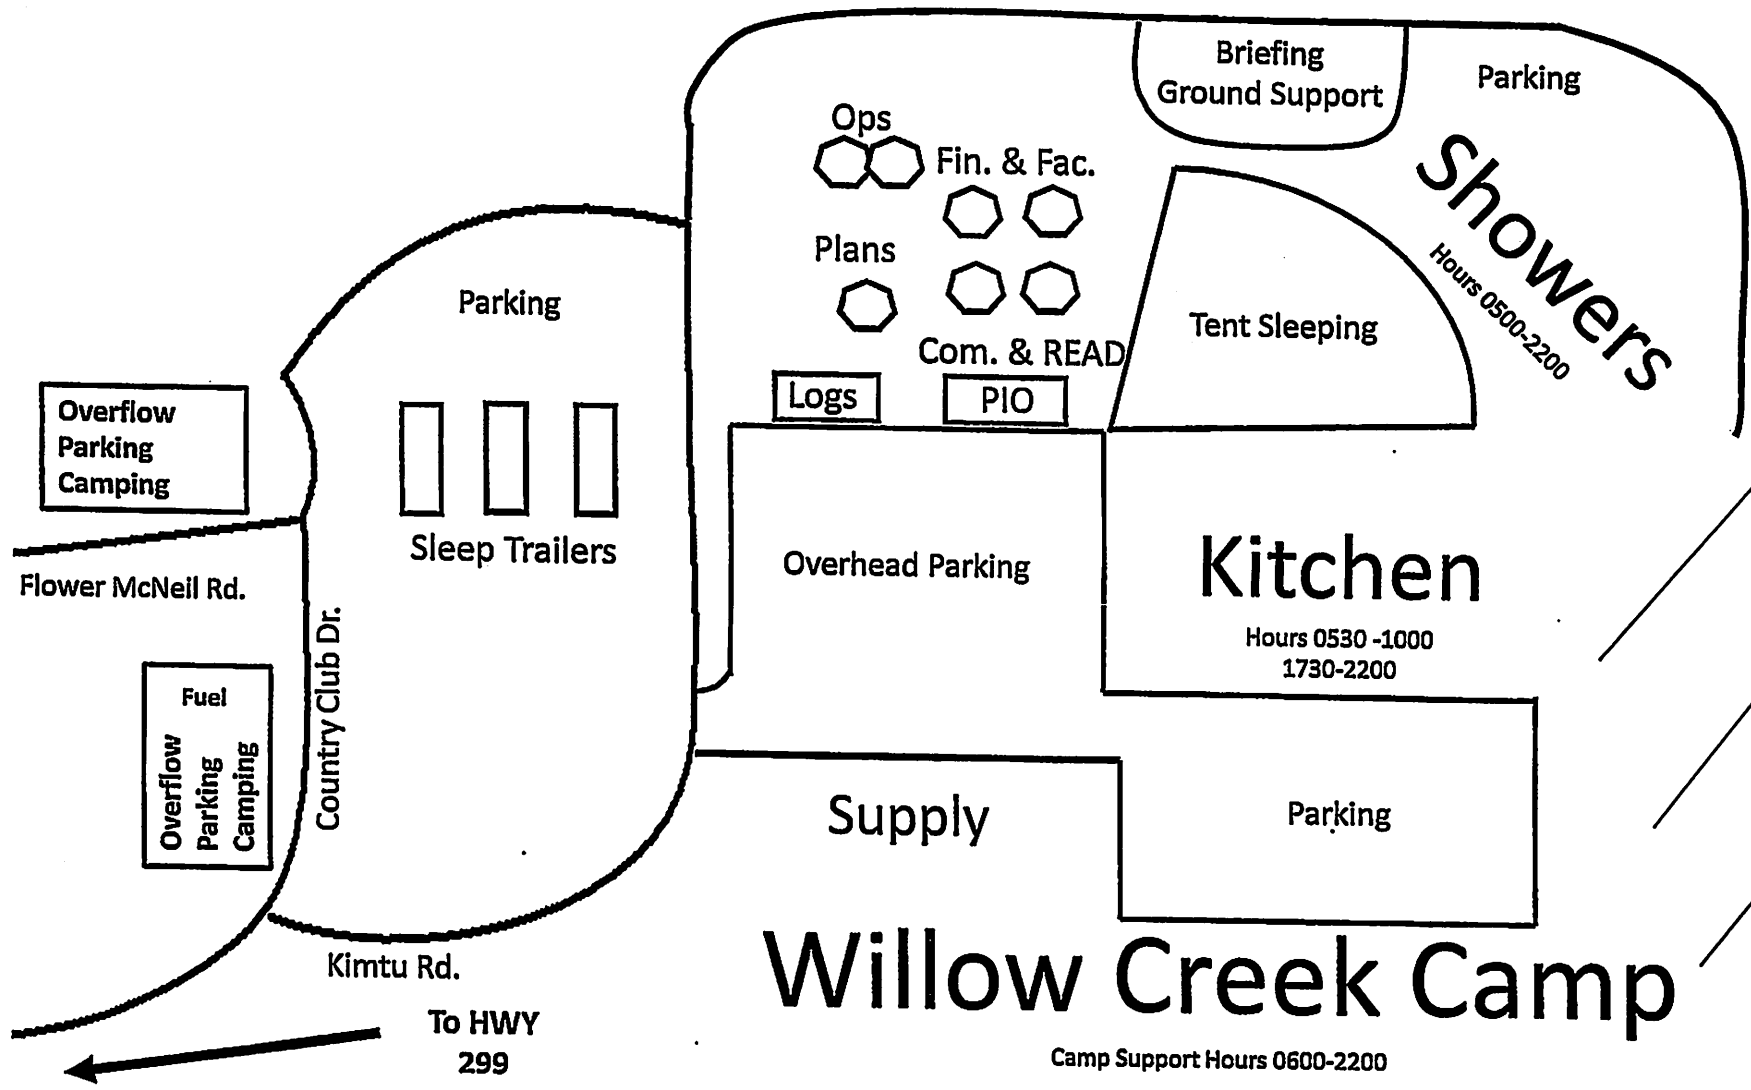 Briefing
Ground Support
Parking
Ops
Fin. & Fac.
Showers
Hours 0500-2200
Plans
Parking
Tent Sleeping
Com. & READ
Logs
PIO
Overflow
Parking
Camping
Sleep Trailers
Overhead Parking
Kitchen
Hours 0530 -1000
1730-2200
Flower McNeil Rd.
Country Club Dr.
Fuel
Overflow
Parking
Camping
Supply
Parking
Kimtu Rd.
Willow Creek Camp
To HWY
299
Camp Support Hours 0600-2200